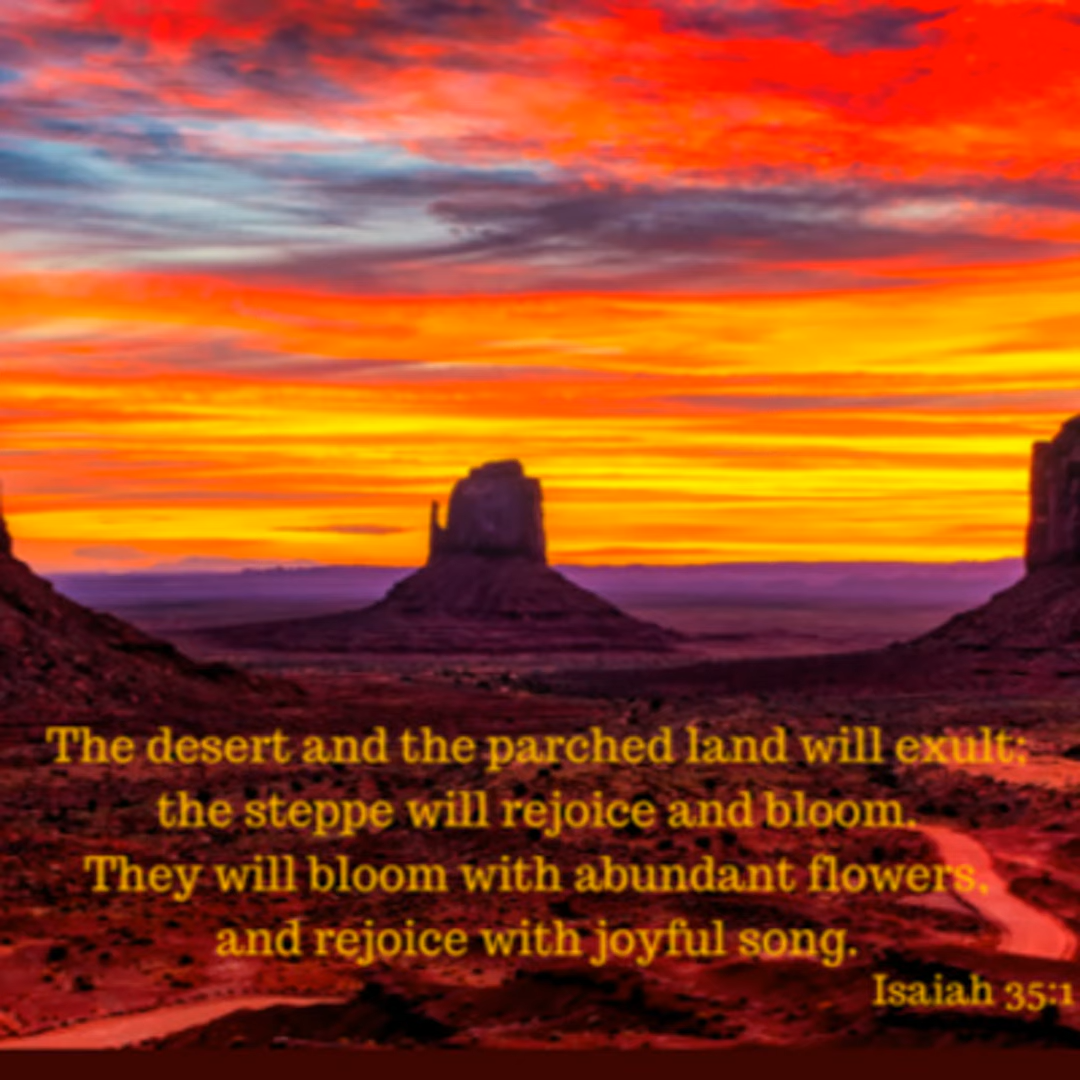 The desert and the parched land will exult;
the steppe will rejoice and bloom.
They will bloom with abundant flowers,
and rejoice with joyful song.
Isaiah 35:1